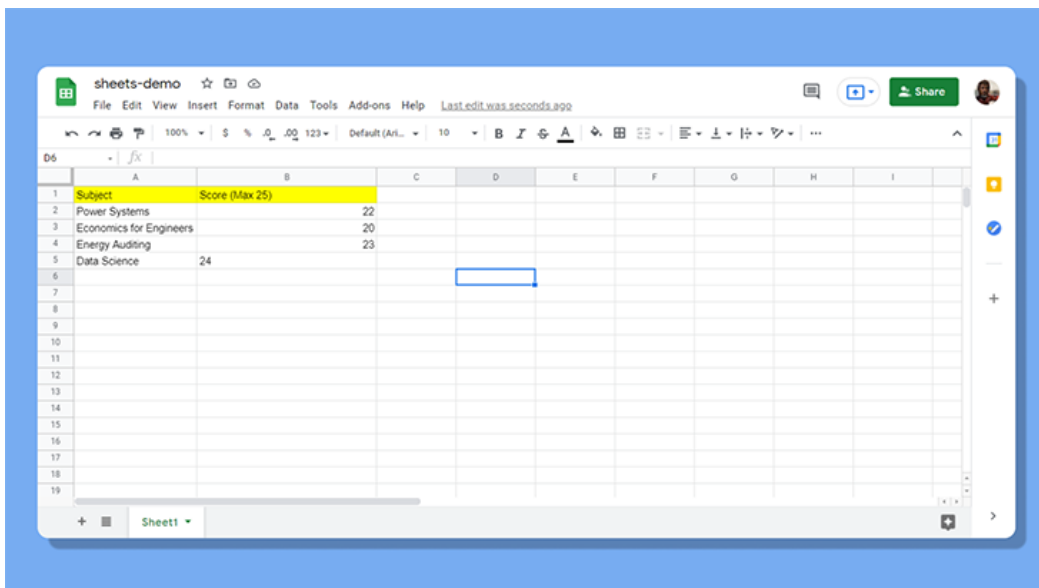 sheets-demo
File Edit View Insert Format Data Tools Add-ons Help Last edit was seconds ago
Share
100% $ % .0 .00 123 Default (Ari... 10 B I S A
D6 fx
A B C D E F G H I
1 Subject Score (Max 25)
2 Power Systems 22
3 Economics for Engineers 20
4 Energy Auditing 23
5 Data Science 24
6
7
8
9
10
11
12
13
14
15
16
17
18
19
Sheet1